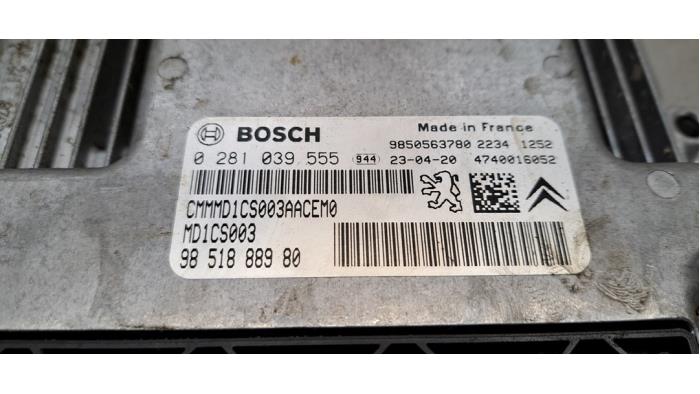 BOSCH
Made in France
9850563780 2234 1252
0 281 039 555 944 23-04-20 4740016052
CMMMD1CS003AACEM0
MD1CS003
98 518 889 80